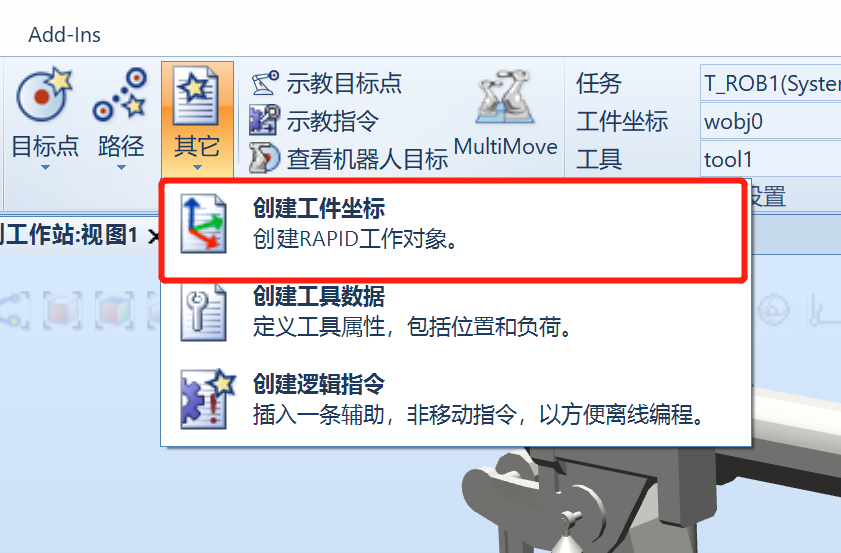 Add-Ins
目标点
路径
其它
示教目标点
示教指令
查看机器人目标
MultiMove
任务
T_ROB1(System
工件坐标
wobj0
工具
tool1
设置
工作站:视图1 ×
创建工件坐标
创建RAPID工作对象。
创建工具数据
定义工具属性，包括位置和负荷。
创建逻辑指令
插入一条辅助，非移动指令，以方便离线编程。